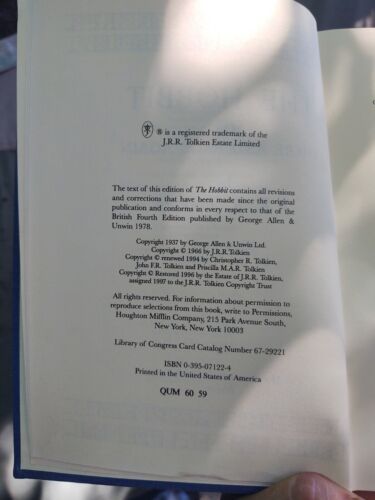 ® is a registered trademark of the
J.R.R. Tolkien Estate Limited
The text of this edition of The Hobbit contains all revisions
and corrections that have been made since the original
publication and conforms in every respect to that of the
British Fourth Edition published by George Allen &
Unwin 1978.
Copyright 1937 by George Allen & Unwin Ltd.
Copyright © 1966 by J.R.R.Tolkien
Copyright © renewed 1994 by Christopher R. Tolkien,
John F.R. Tolkien and Priscilla M.A.R. Tolkien
Copyright © Restored 1996 by the Estate of J.R.R. Tolkien,
assigned 1997 to the J.R.R Tolkien Copyright Trust
All rights reserved. For information about permission to
reproduce selections from this book, write to Permissions,
Houghton Mifflin Company, 215 Park Avenue South,
New York, New York 10003
Library of Congress Card Catalog Number 67-29221
ISBN 0-395-07122-4
Printed in the United States of America
QUM 60 59